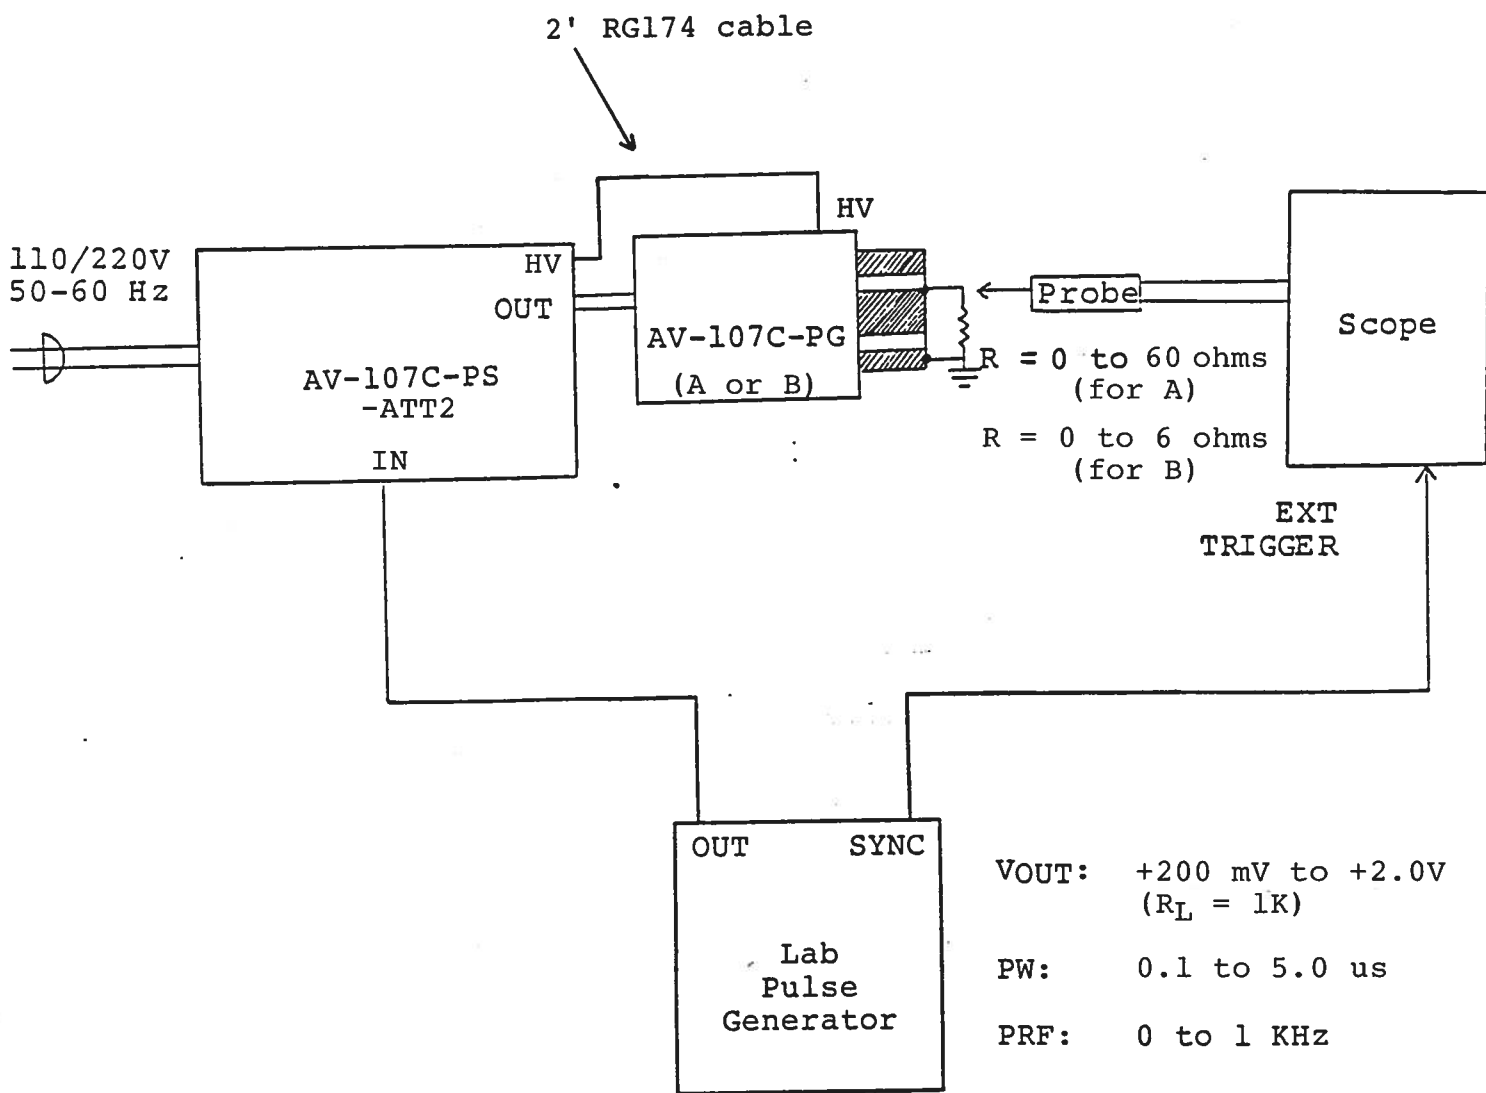 2' RG174 cable
HV
110/220V
50-60 Hz
HV
OUT
AV-107C-PS
-ATT2
IN
AV-107C-PG
(A or B)
Probe
Scope
R = 0 to 60 ohms
(for A)
R = 0 to 6 ohms
(for B)
EXT
TRIGGER
OUT
SYNC
Lab
Pulse
Generator
VOUT: +200 mV to +2.0V
(RL = 1K)
PW: 0.1 to 5.0 us
PRF: 0 to 1 KHz